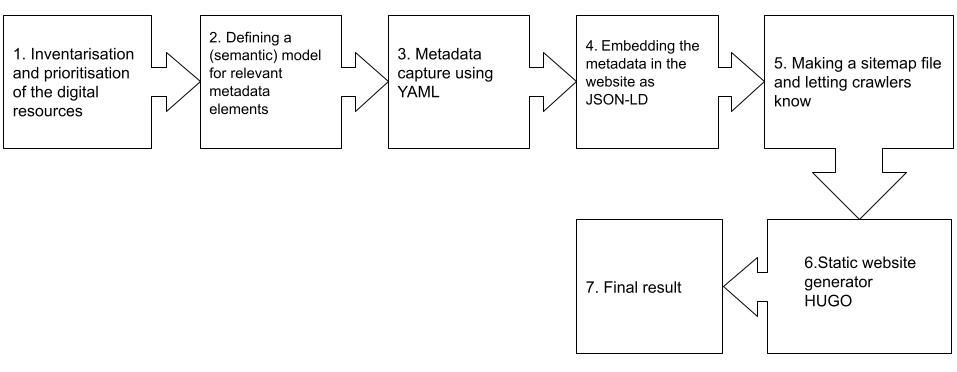 1. Inventarisation
and prioritisation
of the digital
resources
2. Defining a
(semantic) model
for relevant
metadata
elements
3. Metadata
capture using
YAML
4. Embedding the
metadata in the
website as
JSON-LD
5. Making a sitemap file
and letting crawlers
know
6.Static website
generator
HUGO
7. Final result